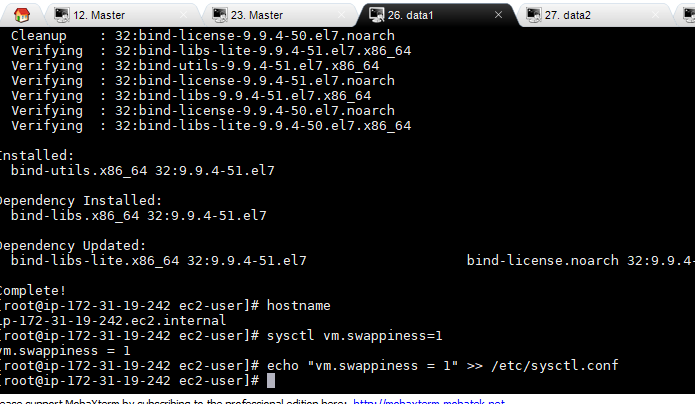 12. Master
23. Master
26. data1
27. data2
Cleanup : 32:bind-license-9.9.4-50.el7.noarch
Verifying : 32:bind-libs-lite-9.9.4-51.el7.x86_64
Verifying : 32:bind-utils-9.9.4-51.el7.x86_64
Verifying : 32:bind-license-9.9.4-51.el7.noarch
Verifying : 32:bind-libs-9.9.4-51.el7.x86_64
Verifying : 32:bind-license-9.9.4-50.el7.noarch
Verifying : 32:bind-libs-lite-9.9.4-50.el7.x86_64
Installed:
bind-utils.x86_64 32:9.9.4-51.el7
Dependency Installed:
bind-libs.x86_64 32:9.9.4-51.el7
Dependency Updated:
bind-libs-lite.x86_64 32:9.9.4-51.el7 bind-license.noarch 32:9.9.4-
Complete!
[root@ip-172-31-19-242 ec2-user]# hostname
ip-172-31-19-242.ec2.internal
[root@ip-172-31-19-242 ec2-user]# sysctl vm.swappiness=1
vm.swappiness = 1
[root@ip-172-31-19-242 ec2-user]# echo "vm.swappiness = 1" >> /etc/sysctl.conf
[root@ip-172-31-19-242 ec2-user]#
ease support MobaXterm by subscribing to the professional edition here: http://mobaxterm.mobatek.net